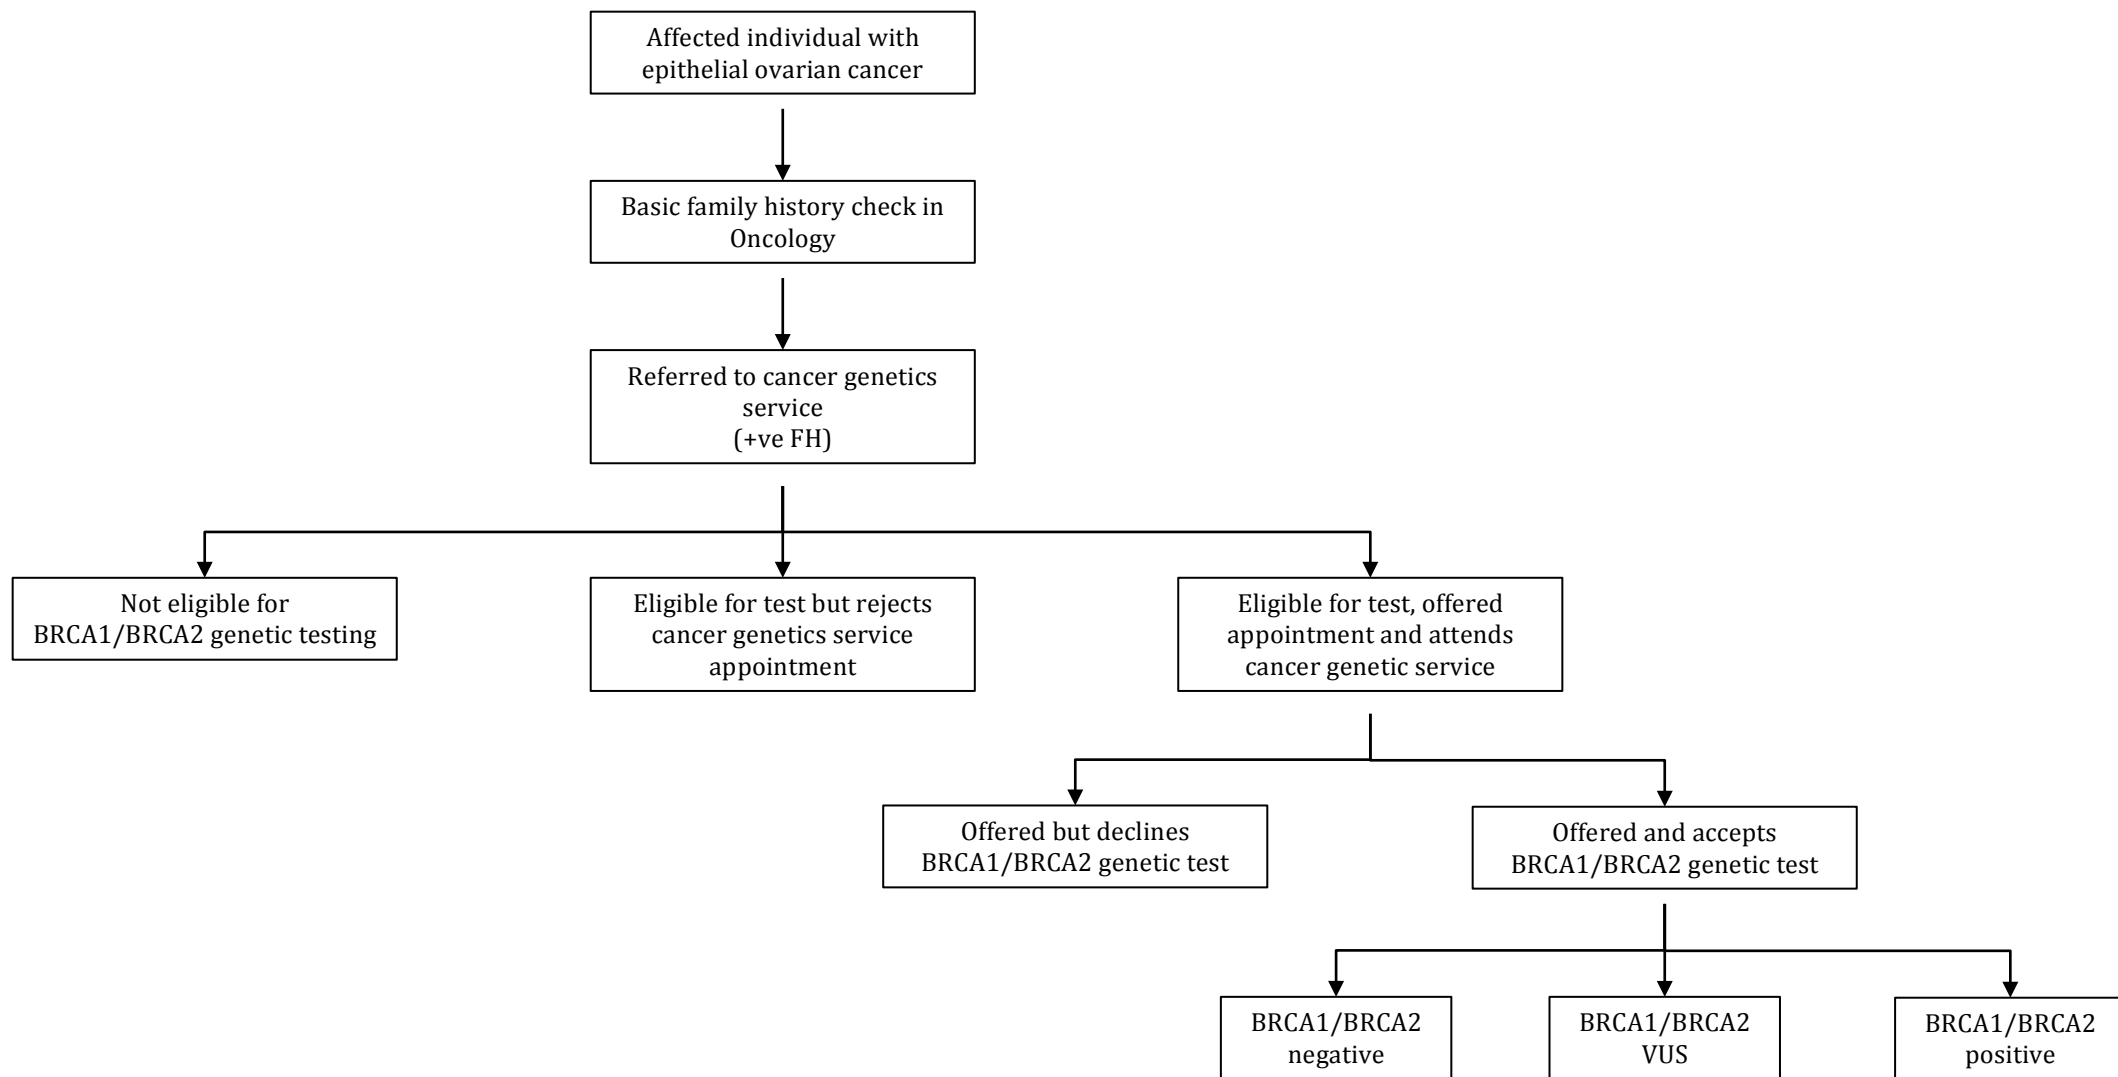 Affected individual with
epithelial ovarian cancer
Basic family history check in
Oncology
Referred to cancer genetics
service
(+ve FH)
Not eligible for
BRCA1/BRCA2 genetic testing
Eligible for test but rejects
cancer genetics service
appointment
Eligible for test, offered
appointment and attends
cancer genetic service
Offered but declines
BRCA1/BRCA2 genetic test
Offered and accepts
BRCA1/BRCA2 genetic test
BRCA1/BRCA2
negative
BRCA1/BRCA2
VUS
BRCA1/BRCA2
positive